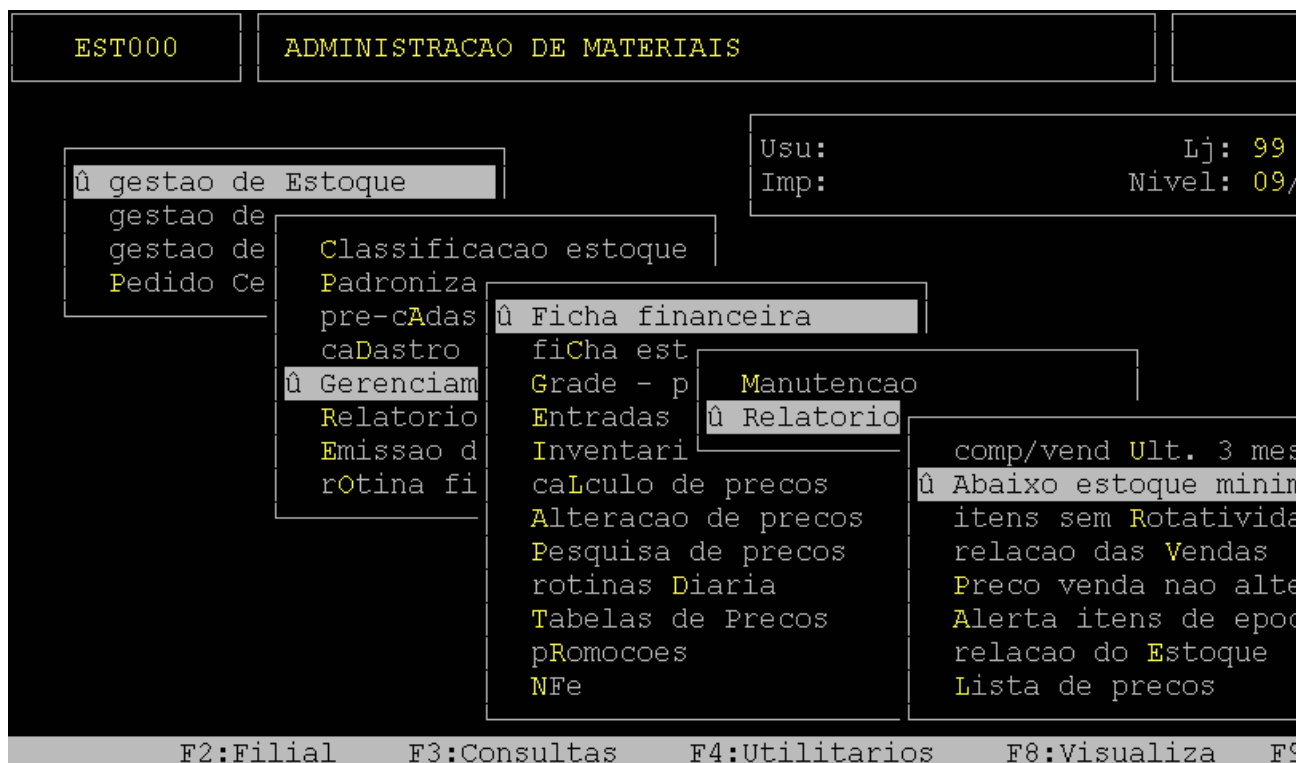 EST000
ADMINISTRACAO DE MATERIAIS
Usu: Lj: 99
Imp: Nivel: 09/
û gestao de Estoque
gestao de
gestao de
Pedido Ce
Classificacao estoque
Padroniza
pre-cAdas
caDastro
û Gerenciam
Relatorio
Emissao d
rOtina fi
û Ficha financeira
fiCha est
Grade - p
Entradas
Inventari
caLculo de precos
Alteracao de precos
Pesquisa de precos
rotinas Diaria
Tabelas de Precos
pRomocoes
NFe
Manutencao
û Relatorio
comp/vend Ult. 3 mes
û Abaixo estoque minim
itens sem Rotativida
relacao das Vendas
Preco venda nao alte
Alerta itens de epoc
relacao do Estoque
Lista de precos
F2:Filial F3:Consultas F4:Utilitarios F8:Visualiza F9